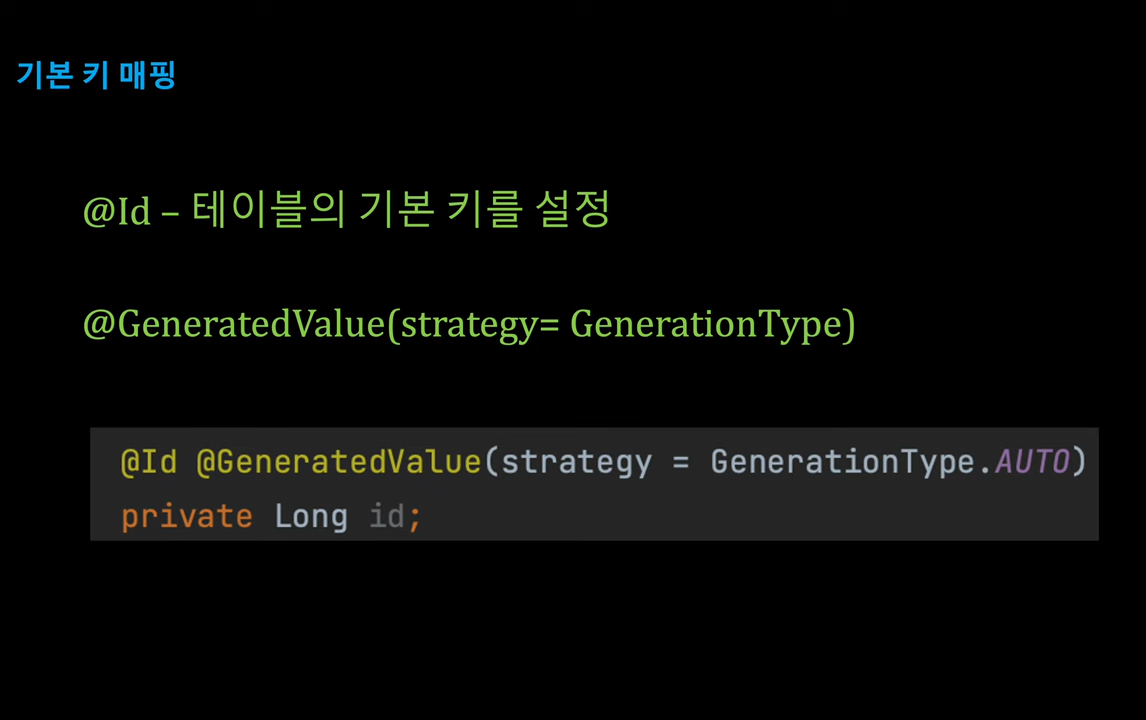 기본 키 매핑
@Id – 테이블의 기본 키를 설정
@GeneratedValue(strategy= GenerationType)
@Id @GeneratedValue(strategy = GenerationType.AUTO)
private Long id;